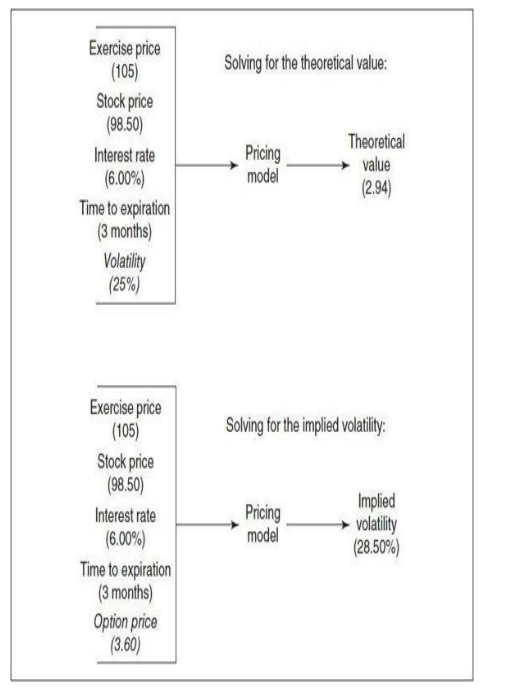 Exercise price
(105)
Stock price
(98.50)
Interest rate
(6.00%)
Time to expiration
(3 months)
Volatility
(25%)
Solving for the theoretical value:
Pricing
model
Theoretical
value
(2.94)
Exercise price
(105)
Stock price
(98.50)
Interest rate
(6.00%)
Time to expiration
(3 months)
Option price
(3.60)
Solving for the implied volatility:
Pricing
model
Implied
volatility
(28.50%)